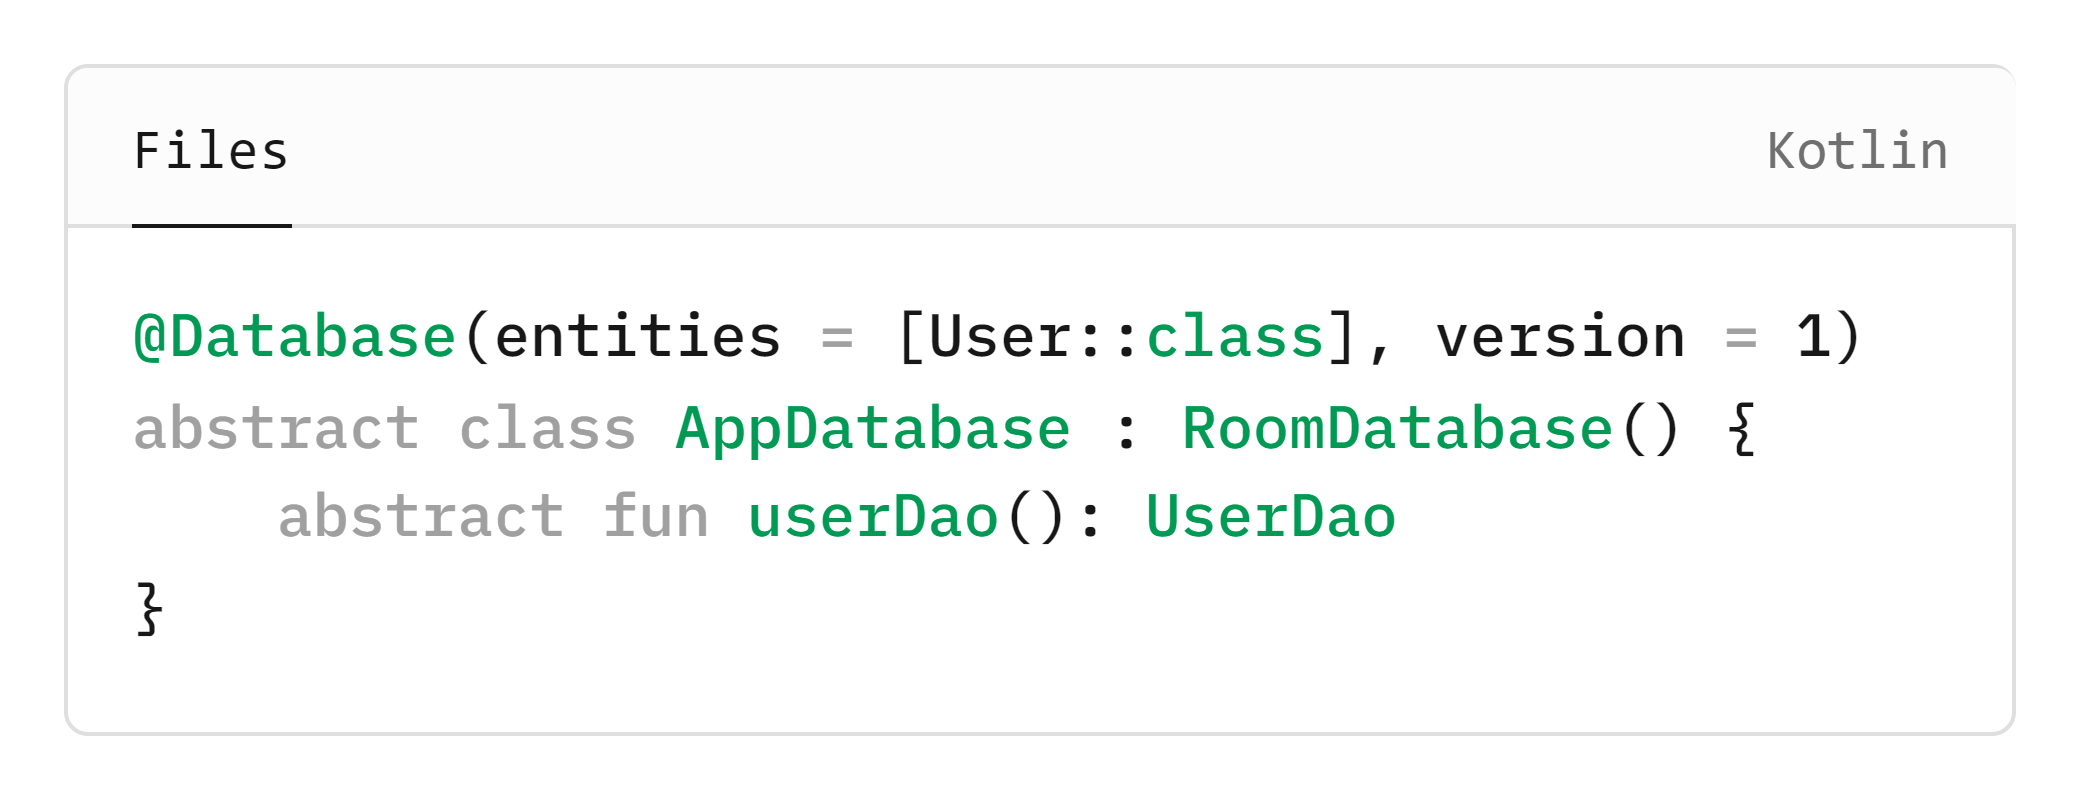 Files
Kotlin
@Database(entities = [User::class], version = 1)
abstract class AppDatabase : RoomDatabase() {
    abstract fun userDao(): UserDao
}